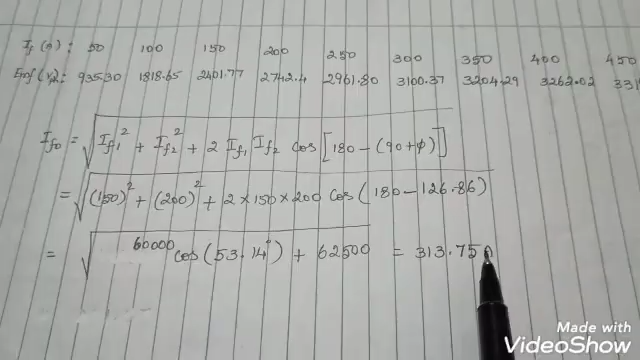 If (A) : 50 100 150 200 250 300 350 400 450
Emf (V): 935.30 1818.65 2401.77 2742.4 2961.80 3100.37 3204.29 3262.02
If0 = √(If1² + If2² + 2 If1 If2 cos[180 − (90+ϕ)])
= √((150)² + (200)² + 2 × 150 × 200 cos(180 − 126.86))
= √(60000 cos(53.14°) + 62500) = 313.75
Made with
VideoShow